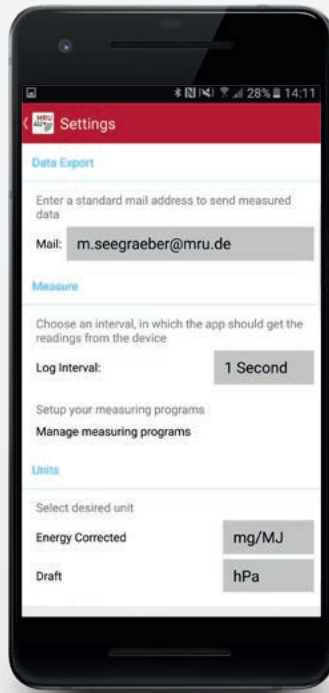 28% 14:11
MRU
Settings
Data Export
Enter a standard mail address to send measured
data
Mail: m.seegraeber@mru.de
Measure
Choose an interval, in which the app should get the
readings from the device
Log Interval: 1 Second
Setup your measuring programs
Manage measuring programs
Units
Select desired unit
Energy Corrected mg/MJ
Draft hPa